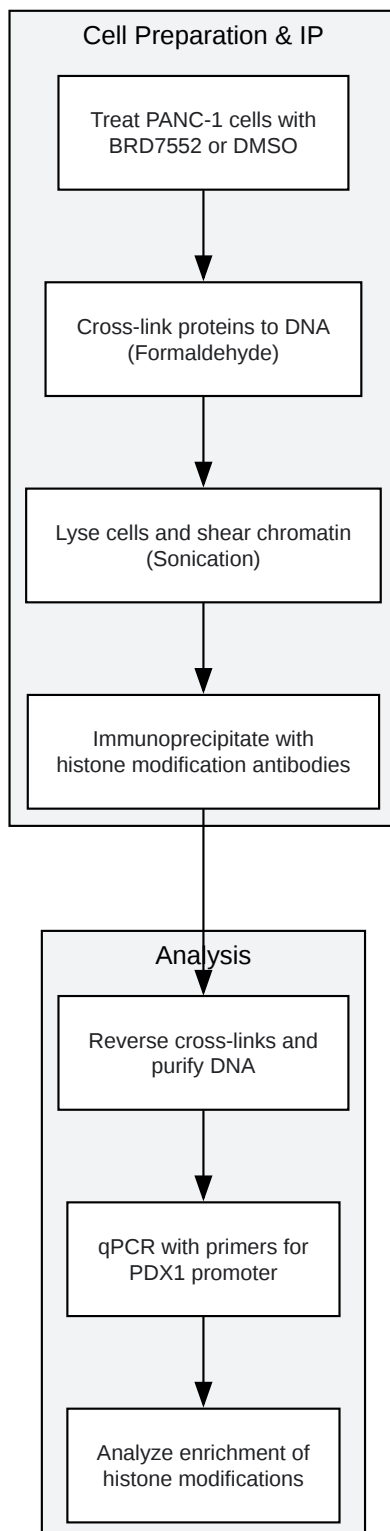 Cell Preparation & IP
Treat PANC-1 cells with
BRD7552 or DMSO
Cross-link proteins to DNA
(Formaldehyde)
Lyse cells and shear chromatin
(Sonication)
Immunoprecipitate with
histone modification antibodies
Analysis
Reverse cross-links and
purify DNA
qPCR with primers for
PDX1 promoter
Analyze enrichment of
histone modifications